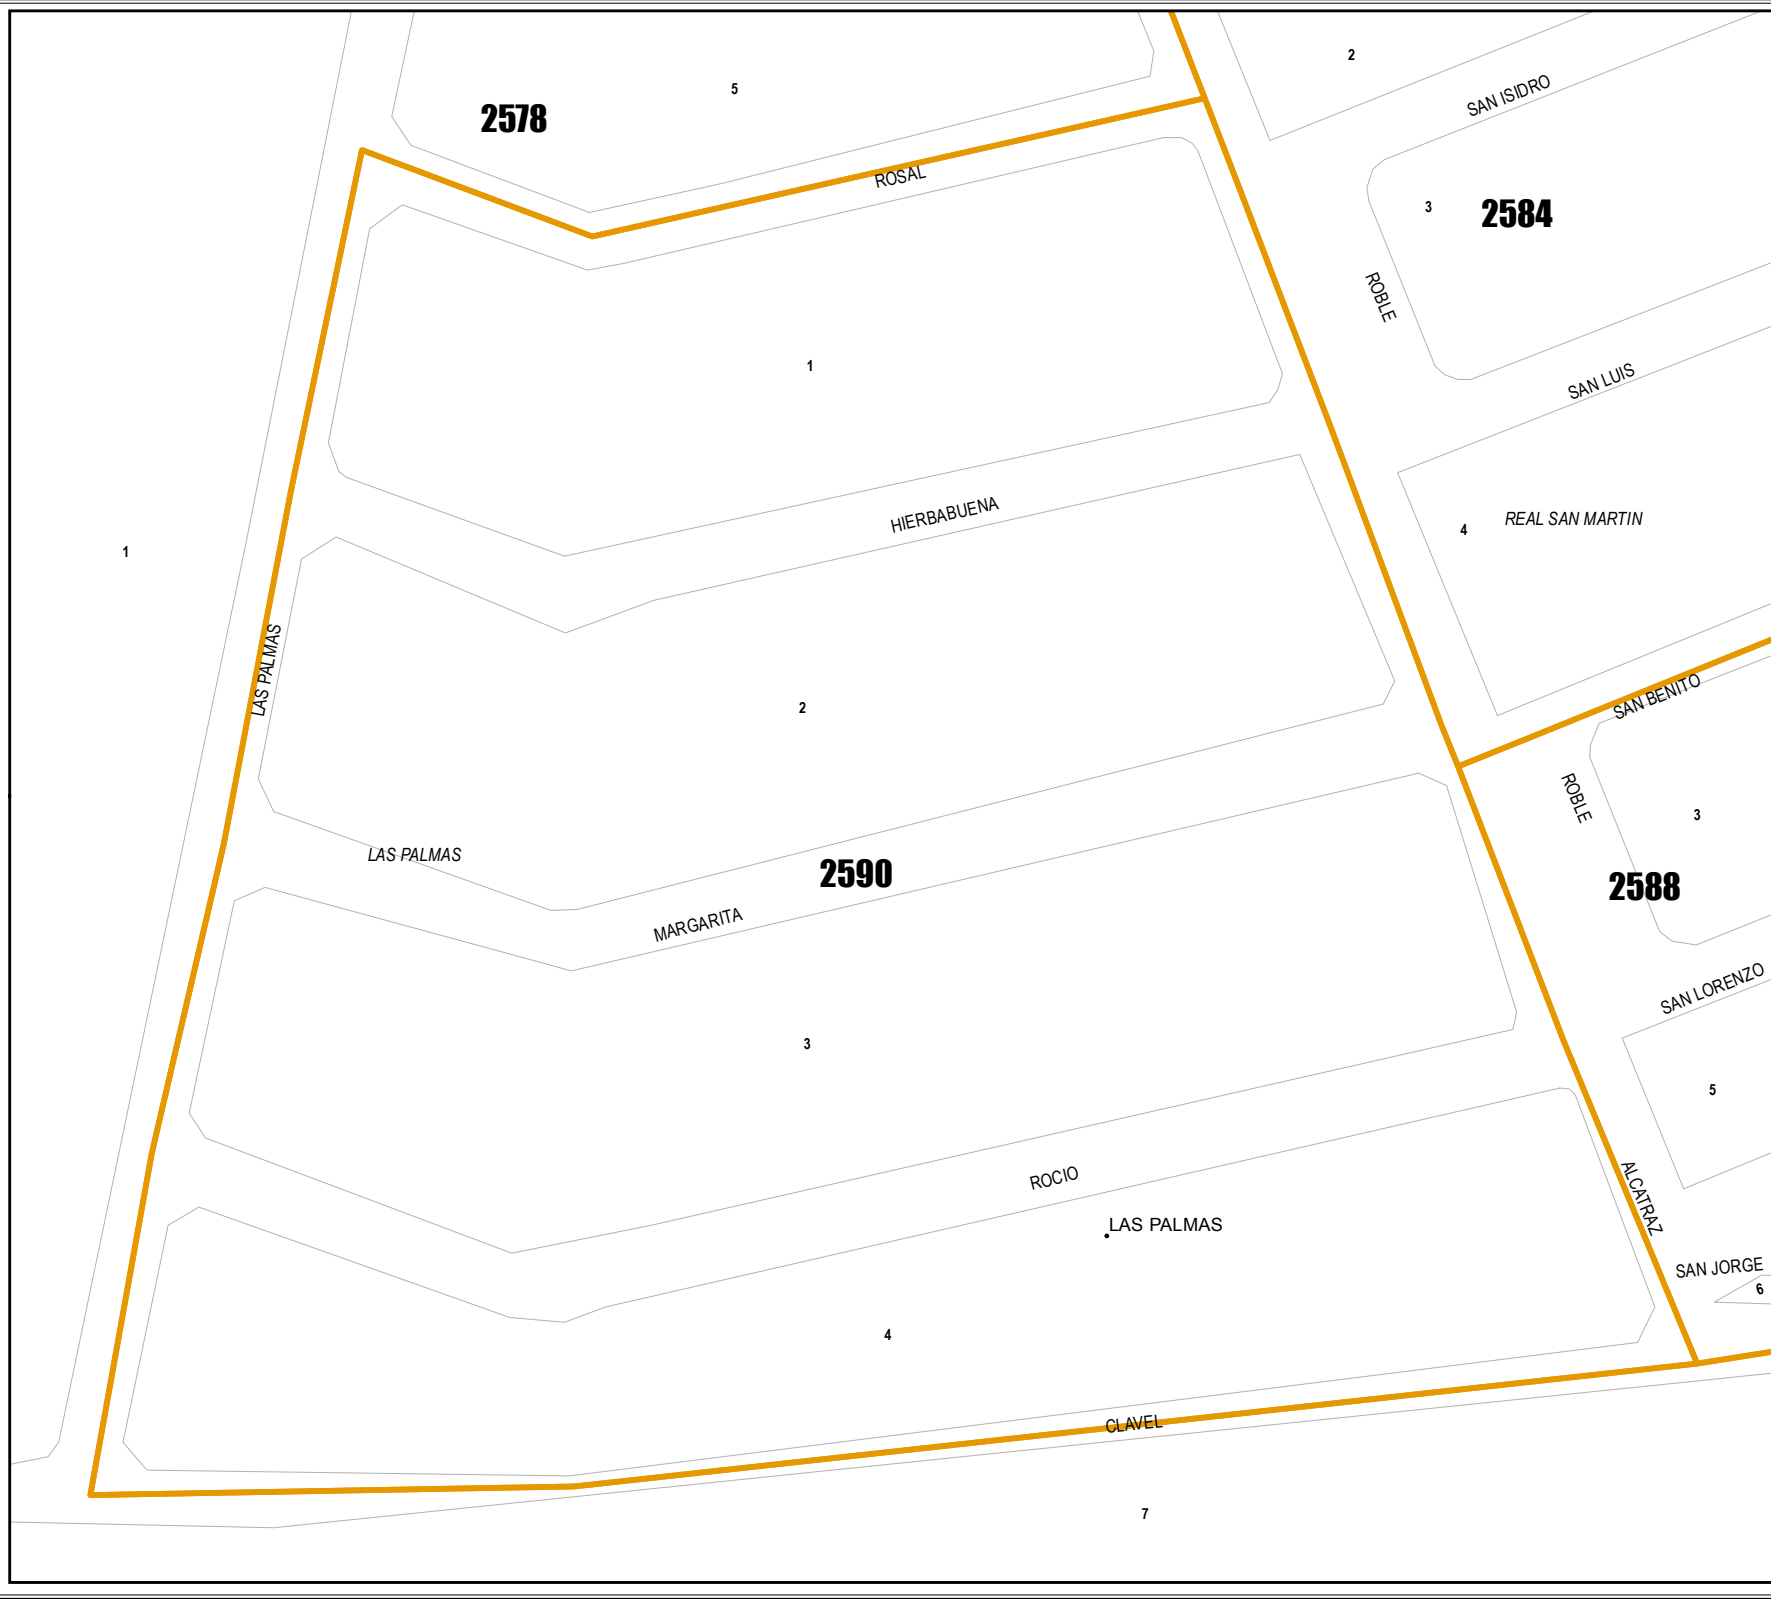 2
SAN ISIDRO
5
2578
ROSAL
3
2584
ROBLE
1
SAN LUIS
HIERBABUENA
4
REAL SAN MARTIN
1
LAS PALMAS
2
SAN BENITO
ROBLE
3
LAS PALMAS
2590
2588
MARGARITA
SAN LORENZO
3
5
ROCIO
ALCATRAZ
LAS PALMAS
SAN JORGE
6
4
CLAVEL
7